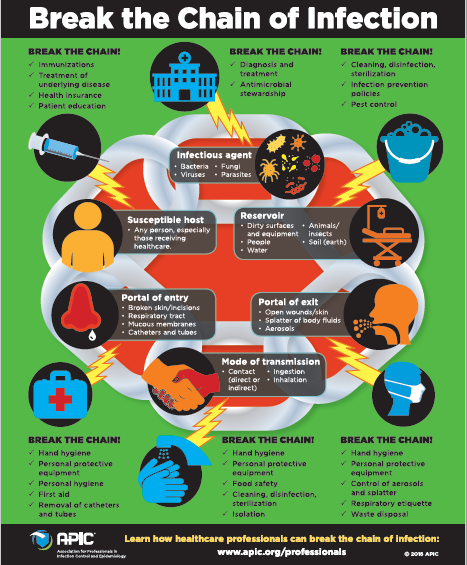 Break the Chain of Infection
BREAK THE CHAIN!
✓ Immunizations
✓ Treatment of
underlying disease
✓ Health insurance
✓ Patient education
BREAK THE CHAIN!
✓ Diagnosis and
treatment
✓ Antimicrobial
stewardship
BREAK THE CHAIN!
✓ Cleaning, disinfection,
sterilization
✓ Infection prevention
policies
✓ Pest control
Infectious agent
• Bacteria • Fungi
• Viruses • Parasites
Susceptible host
• Any person, especially
those receiving
healthcare.
Reservoir
• Dirty surfaces
and equipment
• People
• Water
• Animals/
insects
• Soil (earth)
Portal of entry
• Broken skin/incisions
• Respiratory tract
• Mucous membranes
• Catheters and tubes
Portal of exit
• Open wounds/skin
• Splatter of body fluids
• Aerosols
Mode of transmission
• Contact
(direct or
indirect)
• Ingestion
• Inhalation
BREAK THE CHAIN!
✓ Hand hygiene
✓ Personal protective
equipment
✓ Personal hygiene
✓ First aid
✓ Removal of catheters
and tubes
BREAK THE CHAIN!
✓ Hand hygiene
✓ Personal protective
equipment
✓ Food safety
✓ Cleaning, disinfection,
sterilization
✓ Isolation
BREAK THE CHAIN!
✓ Hand hygiene
✓ Personal protective
equipment
✓ Control of aerosols
and splatter
✓ Respiratory etiquette
✓ Waste disposal
APIC
Association for Professionals in
Infection Control and Epidemiology
Learn how healthcare professionals can break the chain of infection:
www.apic.org/professionals
© 2016 APIC